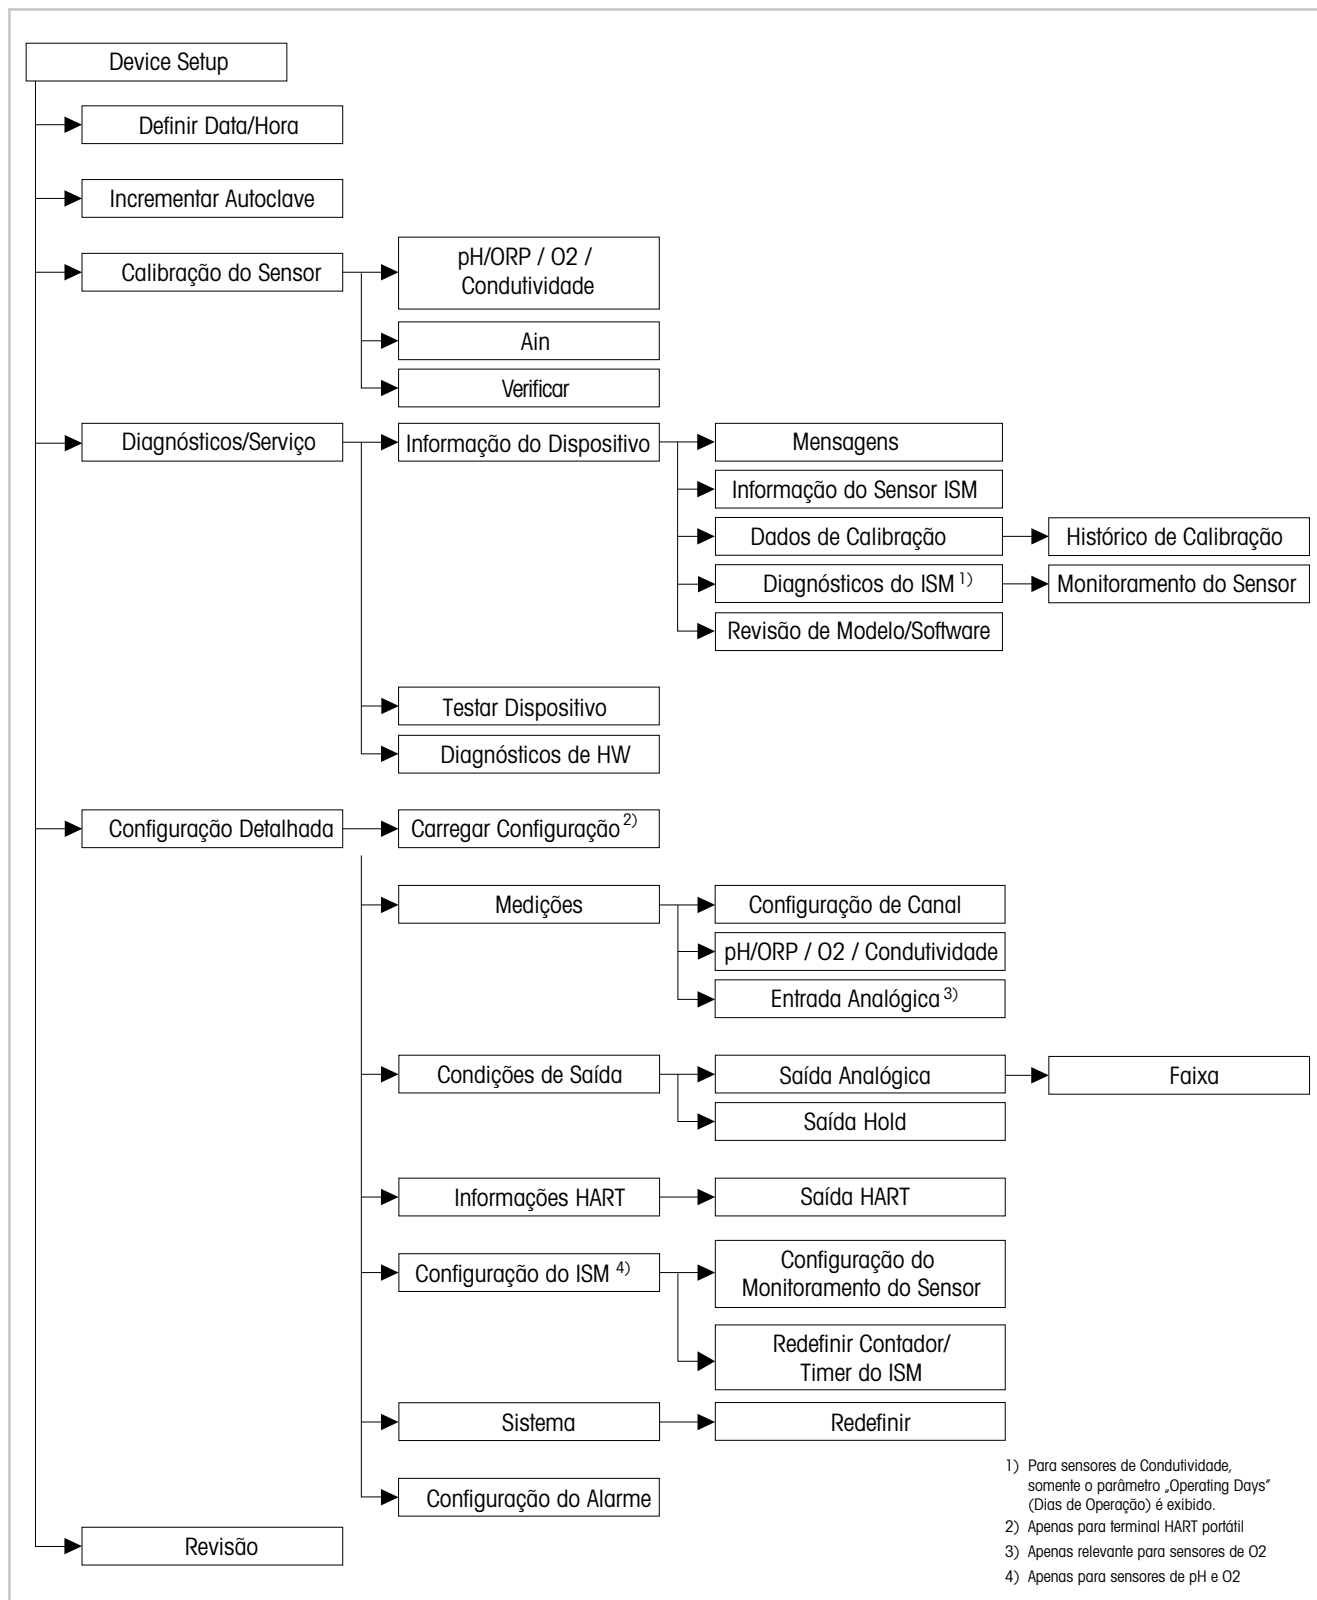 Device Setup
Definir Data/Hora
Incrementar Autoclave
Calibração do Sensor
pH/ORP / O2 /
Condutividade
Ain
Verificar
Diagnósticos/Serviço
Informação do Dispositivo
Mensagens
Informação do Sensor ISM
Dados de Calibração
Histórico de Calibração
Diagnósticos do ISM 1)
Monitoramento do Sensor
Revisão de Modelo/Software
Testar Dispositivo
Diagnósticos de HW
Configuração Detalhada
Carregar Configuração 2)
Medições
Configuração de Canal
pH/ORP / O2 / Condutividade
Entrada Analógica 3)
Condições de Saída
Saída Analógica
Faixa
Saída Hold
Informações HART
Saída HART
Configuração do ISM 4)
Configuração do
Monitoramento do Sensor
Redefinir Contador/
Timer do ISM
Sistema
Redefinir
Configuração do Alarme
Revisão
1) Para sensores de Condutividade,
somente o parâmetro „Operating Days“
(Dias de Operação) é exibido.
2) Apenas para terminal HART portátil
3) Apenas relevante para sensores de O2
4) Apenas para sensores de pH e O2